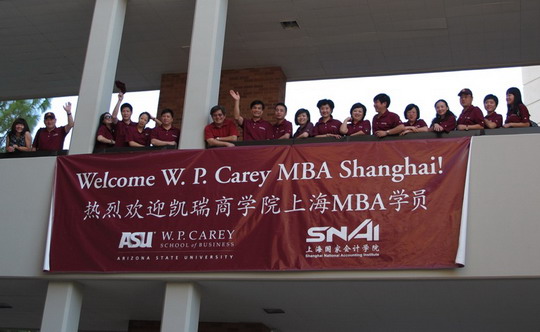 Welcome W. P. Carey MBA Shanghai!
热烈欢迎凯瑞商学院上海MBA学员
ASU W. P. CAREY
SCHOOL of BUSINESS
ARIZONA STATE UNIVERSITY
SNAI
上海国家会计学院
Shanghai National Accounting Institute